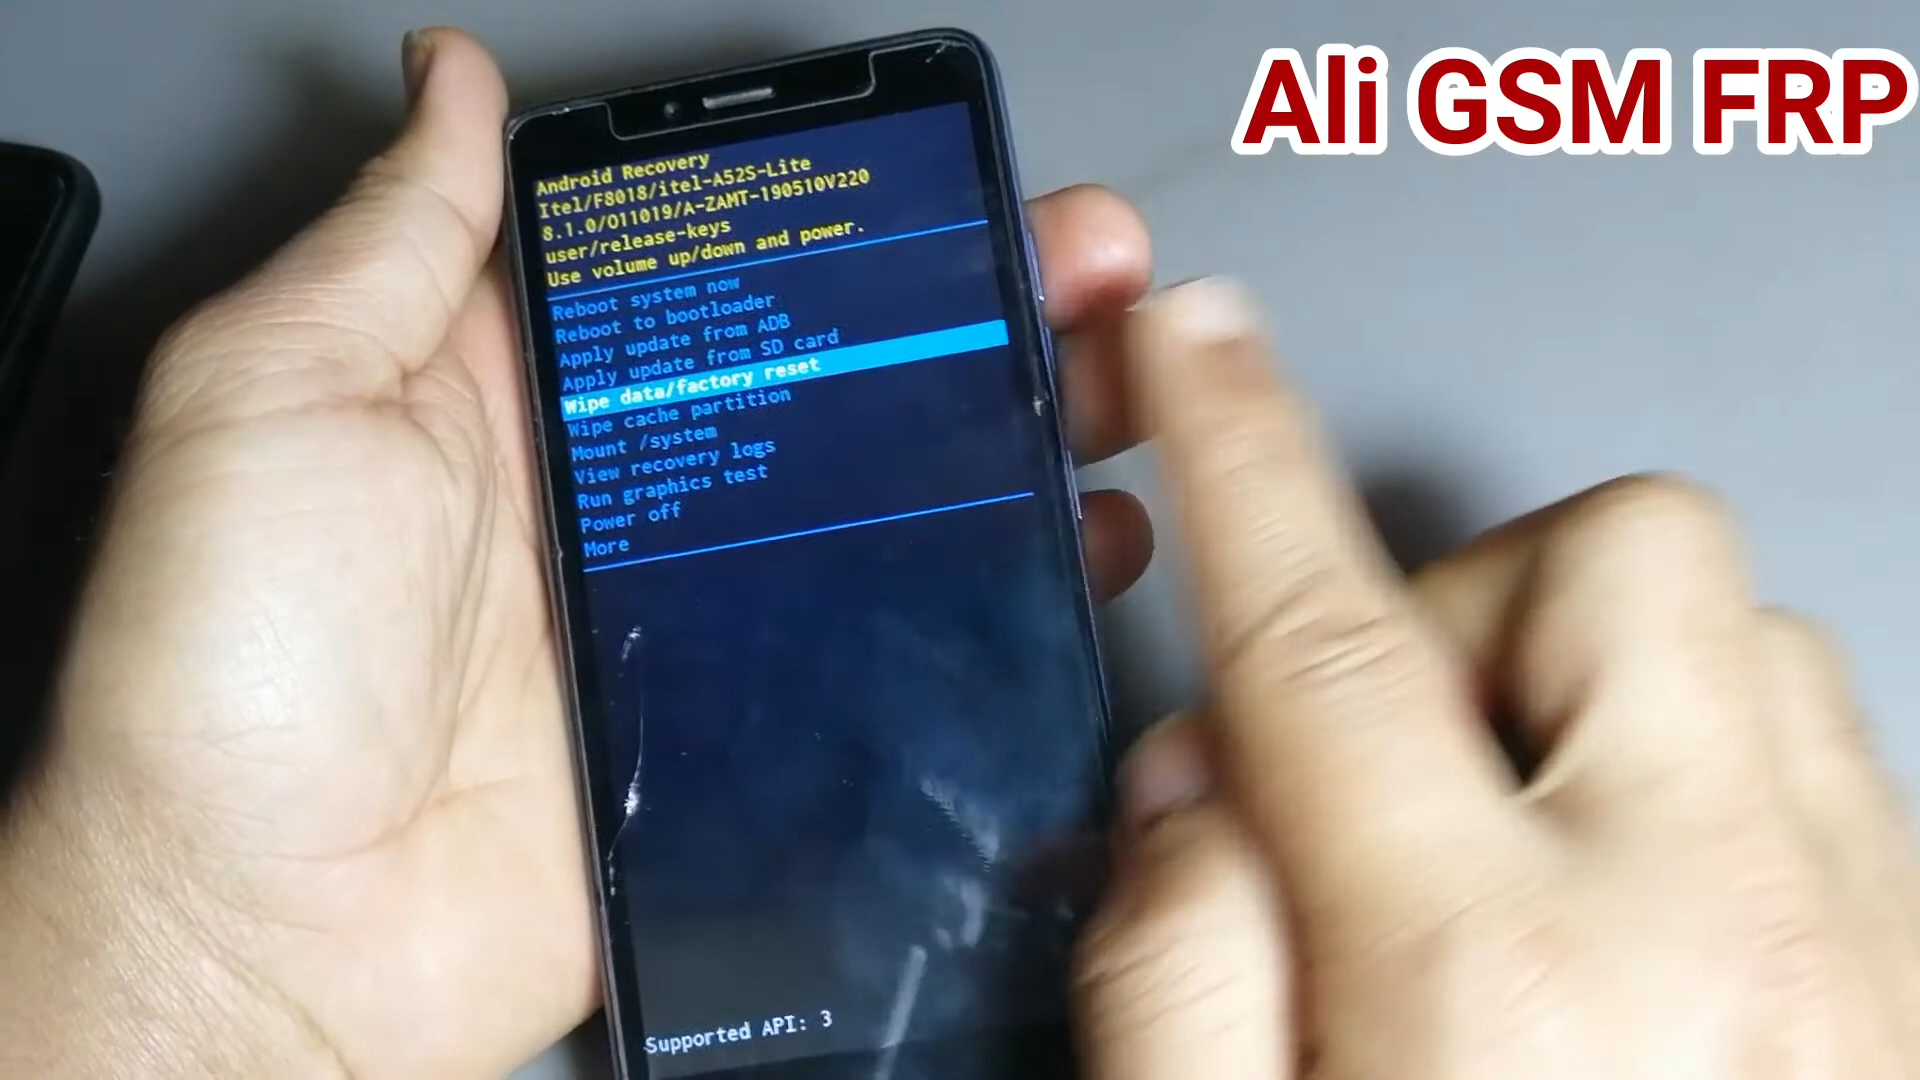 Ali GSM FRP
Android Recovery
Itel/F8018/itel-A52S-Lite
8.1.0/O11019/A-ZAMT-190510V220
user/release-keys
Use volume up/down and power.
Reboot system now
Reboot to bootloader
Apply update from ADB
Apply update from SD card
Wipe data/factory reset
Wipe cache partition
Mount /system
View recovery logs
Run graphics test
Power off
More
Supported API: 3